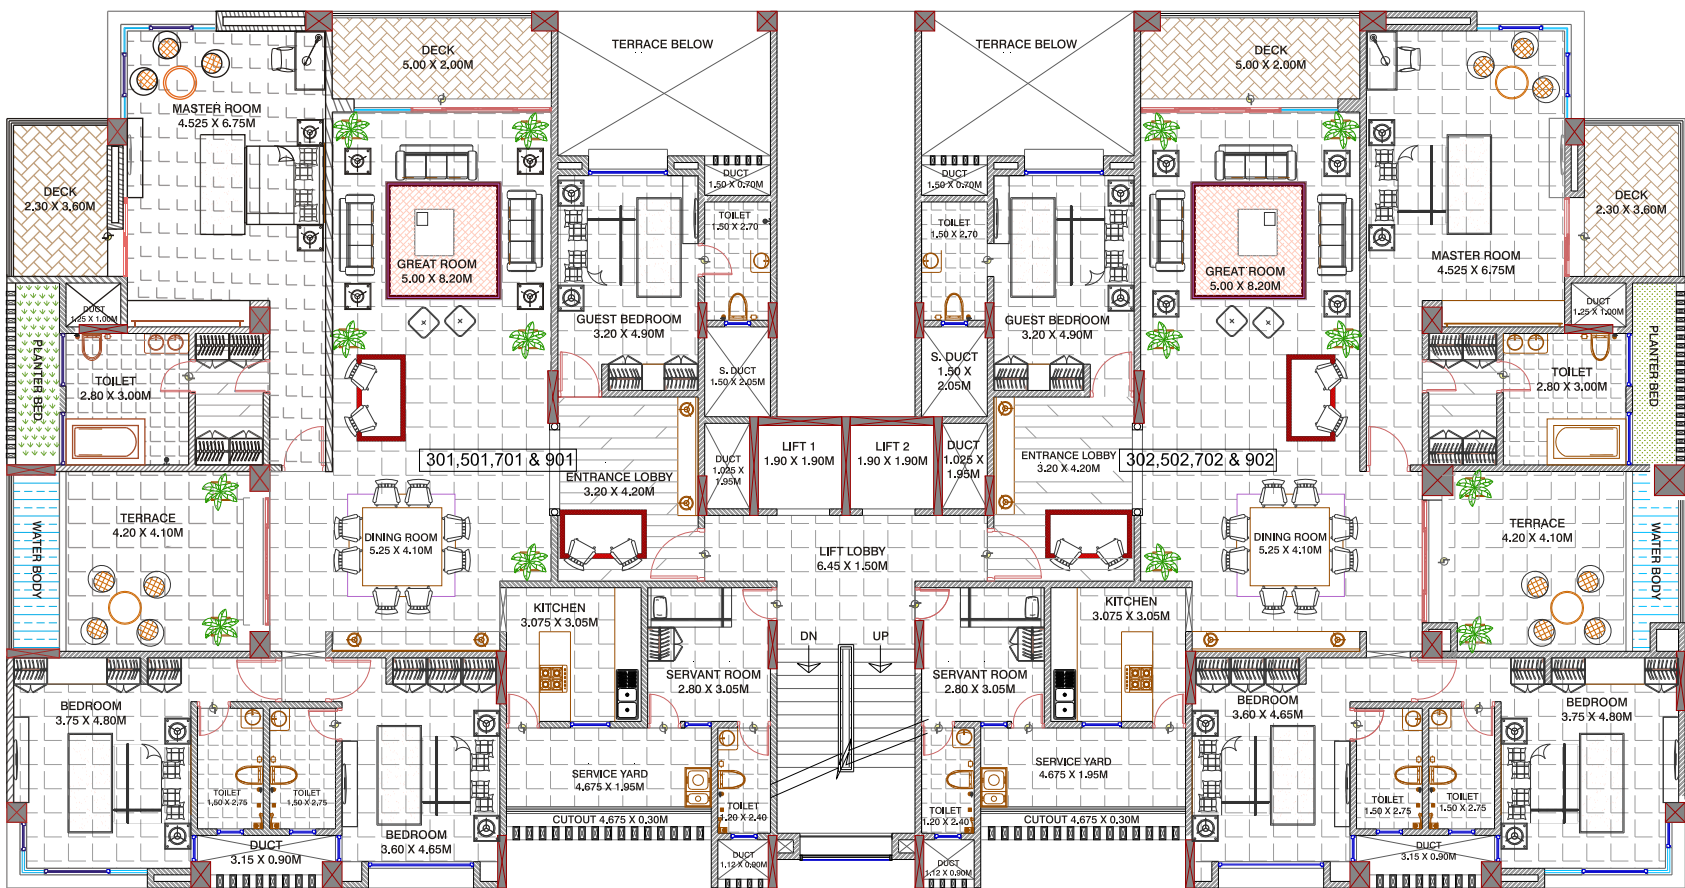 TERRACE BELOW
TERRACE BELOW
DECK
5.00 X 2.00M
DECK
5.00 X 2.00M
MASTER ROOM
4.525 X 6.75M
DUCT
1.50 X 0.70M
DUCT
1.50 X 0.70M
DECK
2.30 X 3.60M
DECK
2.30 X 3.60M
TOILET
1.50 X 2.70
TOILET
1.50 X 2.70
GREAT ROOM
5.00 X 8.20M
GREAT ROOM
5.00 X 8.20M
MASTER ROOM
4.525 X 6.75M
DUCT
1.25 X 1.00M
DUCT
1.25 X 1.00M
GUEST BEDROOM
3.20 X 4.90M
GUEST BEDROOM
3.20 X 4.90M
PLANTER BED
PLANTER BED
S. DUCT
1.50 X 2.05M
S. DUCT
1.50 X
2.05M
TOILET
2.80 X 3.00M
TOILET
2.80 X 3.00M
LIFT 1
1.90 X 1.90M
LIFT 2
1.90 X 1.90M
DUCT
1.025 X
1.95M
DUCT
1.025 X
1.95M
301,501,701 & 901
302,502,702 & 902
ENTRANCE LOBBY
3.20 X 4.20M
ENTRANCE LOBBY
3.20 X 4.20M
WATER BODY
TERRACE
4.20 X 4.10M
DINING ROOM
5.25 X 4.10M
LIFT LOBBY
6.45 X 1.50M
DINING ROOM
5.25 X 4.10M
TERRACE
4.20 X 4.10M
WATER BODY
KITCHEN
3.075 X 3.05M
KITCHEN
3.075 X 3.05M
DN
UP
SERVANT ROOM
2.80 X 3.05M
SERVANT ROOM
2.80 X 3.05M
BEDROOM
3.75 X 4.80M
BEDROOM
3.60 X 4.65M
BEDROOM
3.75 X 4.80M
SERVICE YARD
4.675 X 1.95M
SERVICE YARD
4.675 X 1.95M
TOILET
1.50 X 2.75
TOILET
1.50 X 2.75
TOILET
1.20 X 2.40
TOILET
1.20 X 2.40
TOILET
1.50 X 2.75
TOILET
1.50 X 2.75
CUTOUT 4.675 X 0.30M
CUTOUT 4.675 X 0.30M
BEDROOM
3.60 X 4.65M
DUCT
3.15 X 0.90M
DUCT
1.12 X 0.90M
DUCT
1.12 X 0.90M
DUCT
3.15 X 0.90M